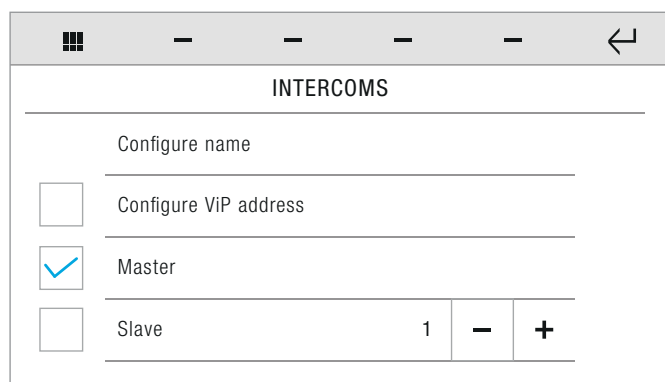 INTERCOMS
Configure name
Configure ViP address
Master
Slave 1 − +